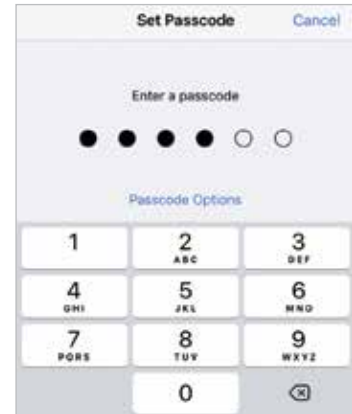 Set Passcode Cancel
Enter a passcode
Passcode Options
1 2 3
ABC DEF
4 5 6
GHI JKL MNO
7 8 9
PQRS TUV WXYZ
0